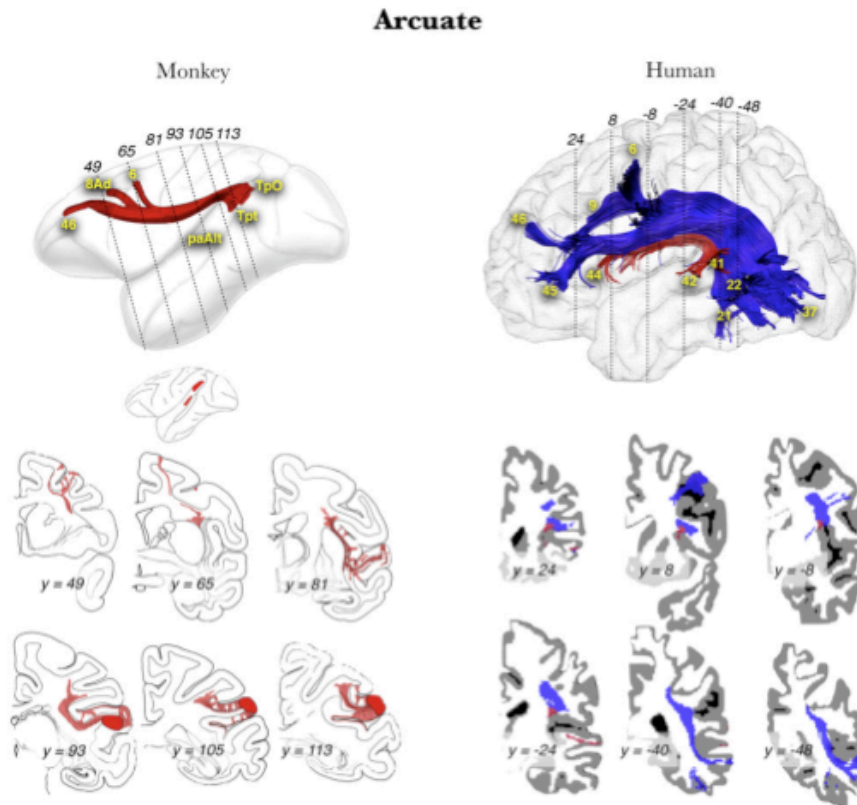 Arcuate
Monkey
Human
49 65 81 93 105 113
24 8 -8 -24 -40 -48
46 8Ad 6 paAlt Tpt TpO
46 9 6 45 44 42 41 22 21 37
y = 49 y = 65 y = 81
y = 24 y = 8 y = -8
y = 93 y = 105 y = 113
y = -24 y = -40 y = -48